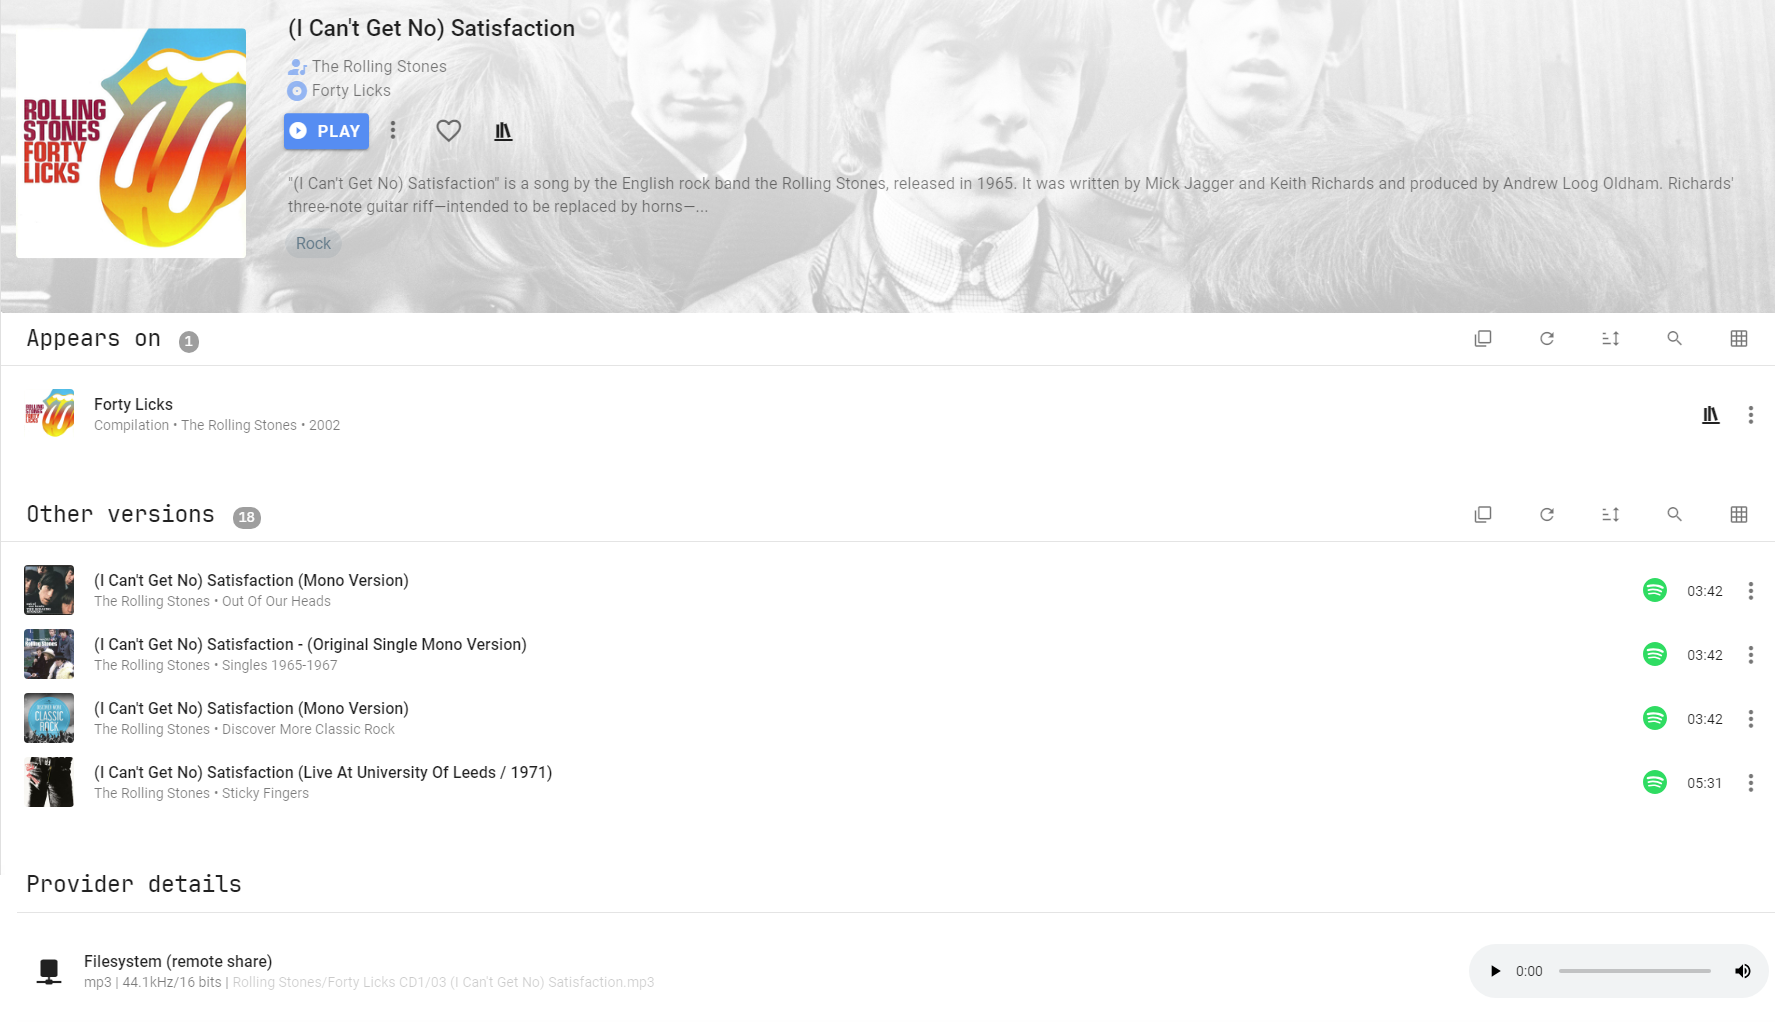 (I Can't Get No) Satisfaction
The Rolling Stones
Forty Licks
PLAY
"(I Can't Get No) Satisfaction" is a song by the English rock band the Rolling Stones, released in 1965. It was written by Mick Jagger and Keith Richards and produced by Andrew Loog Oldham. Richards'
three-note guitar riff—intended to be replaced by horns—...
Rock
ROLLING
STONES
FORTY
LICKS
Appears on 1
ROLLING
STONES
FORTY
LICKS
Forty Licks
Compilation • The Rolling Stones • 2002
Other versions 18
(I Can't Get No) Satisfaction (Mono Version)
The Rolling Stones • Out Of Our Heads
03:42
Rolling Stones
(I Can't Get No) Satisfaction - (Original Single Mono Version)
The Rolling Stones • Singles 1965-1967
03:42
CLASSIC
ROCK
(I Can't Get No) Satisfaction (Mono Version)
The Rolling Stones • Discover More Classic Rock
03:42
(I Can't Get No) Satisfaction (Live At University Of Leeds / 1971)
The Rolling Stones • Sticky Fingers
05:31
Provider details
Filesystem (remote share)
mp3 | 44.1kHz/16 bits | Rolling Stones/Forty Licks CD1/03 (I Can't Get No) Satisfaction.mp3
0:00